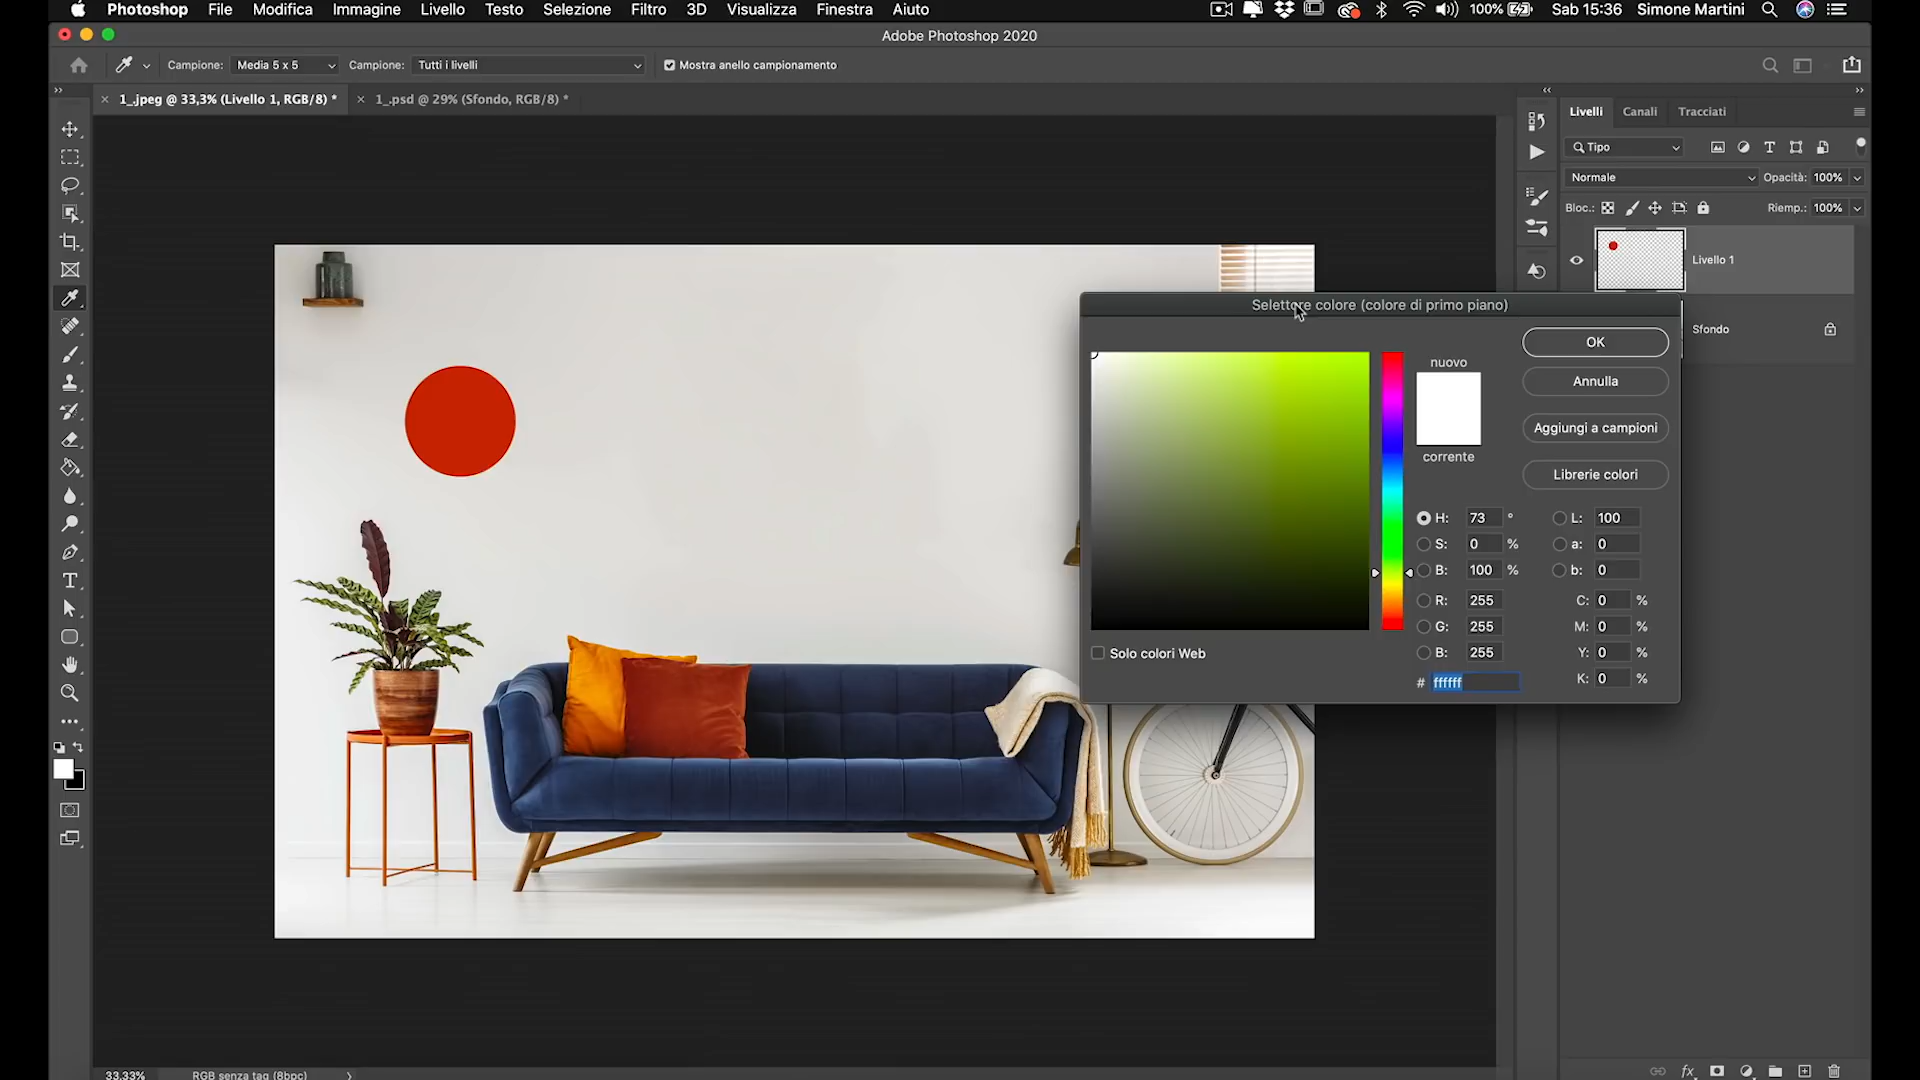 Photoshop File Modifica Immagine Livello Testo Selezione Filtro 3D Visualizza Finestra Aiuto 100% Sab 15:36 Simone Martini
Adobe Photoshop 2020
Campione: Media 5 x 5 Campione: Tutti i livelli Mostra anello campionamento
1_.jpeg @ 33,3% (Livello 1, RGB/8) * 1_.psd @ 29% (Sfondo, RGB/8) *
Livelli Canali Tracciati
Tipo
Normale Opacità: 100%
Bloc.: Riemp.: 100%
Livello 1
Sfondo
Selettore colore (colore di primo piano)
OK
nuovo
Annulla
Aggiungi a campioni
corrente
Librerie colori
H: 73 ° L: 100
S: 0 % a: 0
B: 100 % b: 0
R: 255 C: 0 %
G: 255 M: 0 %
B: 255 Y: 0 %
Solo colori Web
# ffffff K: 0 %
33,33% RGB senza tag (8bpc)
fx